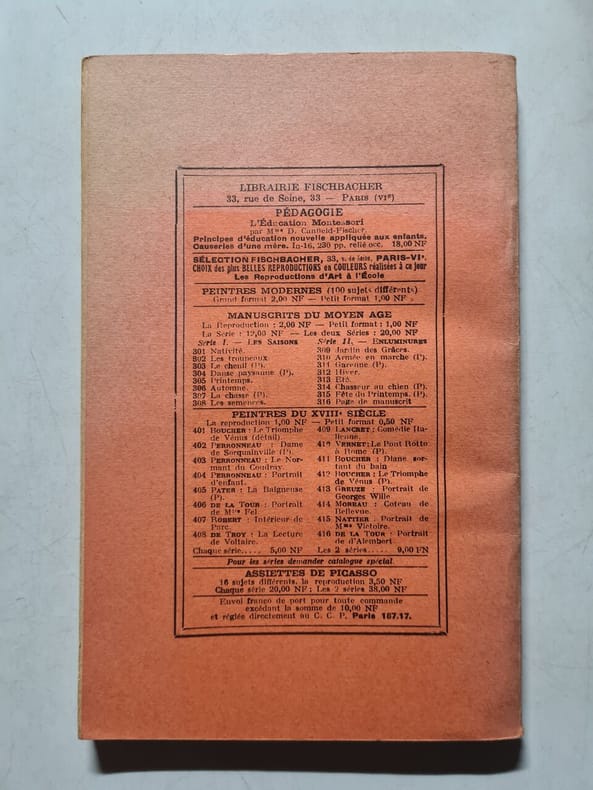 LIBRAIRIE FISCHBACHER
33, rue de Seine, 33 — PARIS (VIᵉ)
PÉDAGOGIE
L'Éducation Montessori
par Mᵐᵉ D. Canfield-Fischer
Principes d'éducation nouvelle appliquée aux enfants.
Causeries d'une mère. In-16, 230 pp. relié occ. 18,00 NF
SÉLECTION FISCHBACHER, 33, r. de Seine, PARIS-VIᵉ.
CHOIX des plus BELLES REPRODUCTIONS en COULEURS réalisées à ce jour
Les Reproductions d'Art à l'École
PEINTRES MODERNES (100 sujets différents)
Grand format 2,00 NF — Petit format 1,00 NF
MANUSCRITS DU MOYEN AGE
La Reproduction : 2,00 NF — Petit format : 1,00 NF
La Série : 12,00 NF — Les deux Séries : 20,00 NF
Série I. — LES SAISONS
301 Nativité.
302 Les troupeaux
303 Le chenil (P).
304 Danse paysanne (P).
305 Printemps.
306 Automne.
307 La chasse (P).
308 Les semences.
Série II. — ENLUMINURES
309 Jardin des Grâces.
310 Armée en marche (P).
311 Garenne (P).
312 Hiver.
313 Eté.
314 Chasseur au chien (P).
315 Fête du Printemps. (P).
316 Page de manuscrit
PEINTRES DU XVIIIᵉ SIÈCLE
La reproduction 1,00 NF — Petit format 0,50 NF
401 BOUCHER : Le Triomphe
de Vénus (détail)
402 PERRONNEAU : Dame
de Sorquainville (P).
403 PERRONNEAU : Le Nor-
mant du Coudray.
404 PERRONNEAU : Portrait
d'enfant.
405 PATER : La Baigneuse
(P).
406 DE LA TOUR : Portrait
de Mˡˡᵉ Fel
407 ROBERT : Intérieur de
Parc.
408 DE TROY : La Lecture
de Voltaire.
409 LANCRET : Comédie Ita-
lienne.
410 VERNET : Le Pont Rotto
à Rome (P).
411 BOUCHER : Diane sor-
tant du bain
412 BOUCHER : Le Triomphe
de Vénus (P).
413 GREUZE : Portrait de
Georges Wille
414 MOREAU : Coteau de
Bellevue.
415 NATTIER : Portrait de
Mᵐᵉ Victoire.
416 DE LA TOUR : Portrait
de d'Alembert.
Chaque série..... 5,00 NF
Les 2 séries..... 9,00 FN
Pour les séries demander catalogue spécial
ASSIETTES DE PICASSO
16 sujets différents, la reproduction 3,50 NF
Chaque série 20,00 NF ; Les 2 séries 38,00 NF
Envoi franco de port pour toute commande
excédant la somme de 10,00 NF
et réglée directement au C. C. P. Paris 167.17.